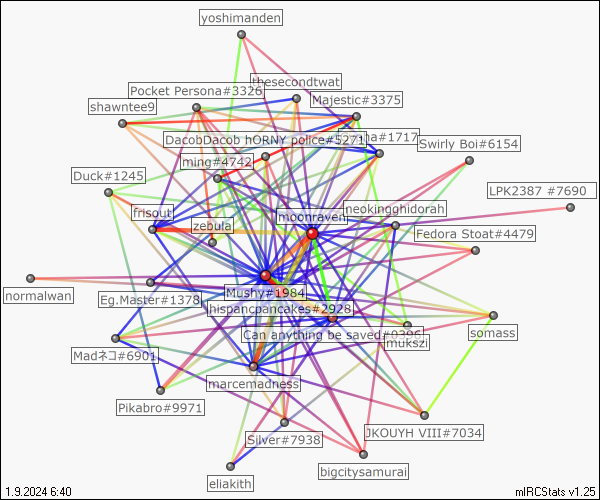 yoshimanden
thesecondtwat
Pocket Persona#3326
Majestic#3375
shawntee9
DacobDacob hORNY police#5271
#1717
Swirly Boi#6154
ming#4742
Duck#1245
LPK2387 #7690
frisout
neokingghidorah
moonraven
zebula
Fedora Stoat#4479
normalwan
Mushy#1984
Eg.Master#1378
hispancpancakes#2928
Can anything be saved
somass
mukszi
Madネコ#6901
marcemadness
Pikabro#9971
JKOUYH VIII#7034
Silver#7938
bigcitysamurai
eliakith
1.9.2024 6:40
mIRCStats v1.25